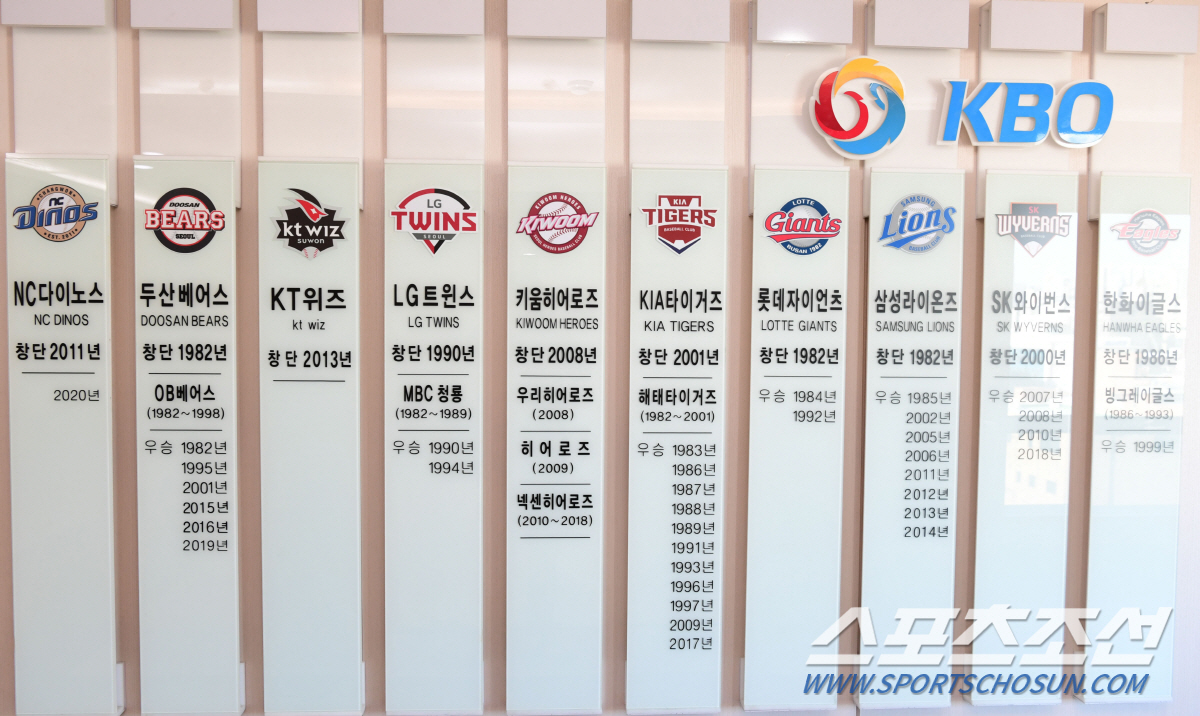 KBO
CHANGWON
NC
DINOS
EST. 2011
NC다이노스
NC DINOS
창단 2011년
2020년
DOOSAN
BEARS
SEOUL
두산베어스
DOOSAN BEARS
창단 1982년
OB베어스
(1982~1998)
우승 1982년
1995년
2001년
2015년
2016년
2019년
kt wiz
suwon
KT위즈
kt wiz
창단 2013년
LG
TWINS
SEOUL
LG트윈스
LG TWINS
창단 1990년
MBC 청룡
(1982~1989)
우승 1990년
1994년
KIWOOM HEROES
KIWOOM
키움히어로즈
KIWOOM HEROES
창단 2008년
우리히어로즈
(2008)
히어로즈
(2009)
넥센히어로즈
(2010~2018)
KIA
TIGERS
BASEBALL CLUB
KIA타이거즈
KIA TIGERS
창단 2001년
해태타이거즈
(1982~2001)
우승 1983년
1986년
1987년
1988년
1989년
1991년
1993년
1996년
1997년
2009년
2017년
LOTTE
Giants
BUSAN 1982
롯데자이언츠
LOTTE GIANTS
창단 1982년
우승 1984년
1992년
SAMSUNG
Lions
BASEBALL CLUB
삼성라이온즈
SAMSUNG LIONS
창단 1982년
우승 1985년
2002년
2005년
2006년
2011년
2012년
2013년
2014년
SK
WYVERNS
SK와이번스
SK WYVERNS
창단 2000년
우승 2007년
2008년
2010년
2018년
Eagles
한화이글스
HANWHA EAGLES
창단 1986년
빙그레이글스
(1986~1993)
우승 1999년
스포츠조선
WWW.SPORTSCHOSUN.COM